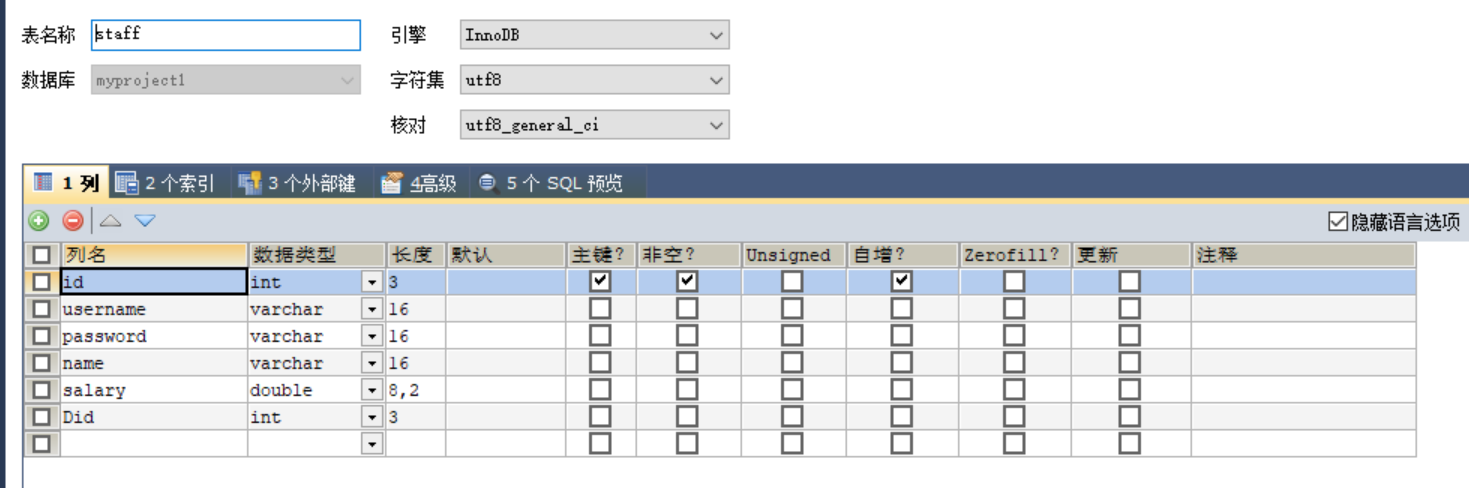 表名称 staff 引擎 InnoDB
数据库 myproject1 字符集 utf8
核对 utf8_general_ci
1 列 2 个索引 3 个外部键 4高级 5 个 SQL 预览
隐藏语言选项
列名 数据类型 长度 默认 主键? 非空? Unsigned 自增? Zerofill? 更新 注释
id int 3
username varchar 16
password varchar 16
name varchar 16
salary double 8,2
Did int 3